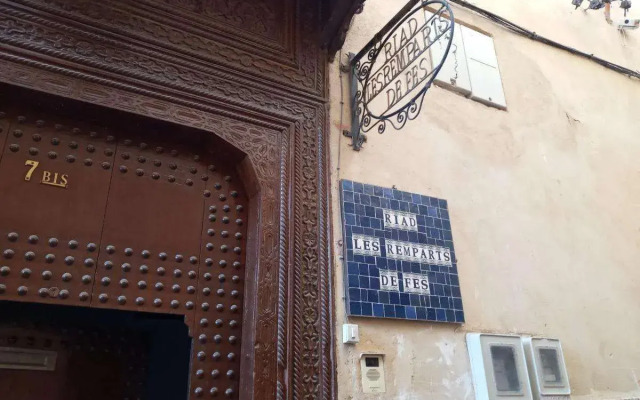 7 BIS
RIAD
LES REMPARTS
DE FES
RIAD
LES REMPARTS
DE FES